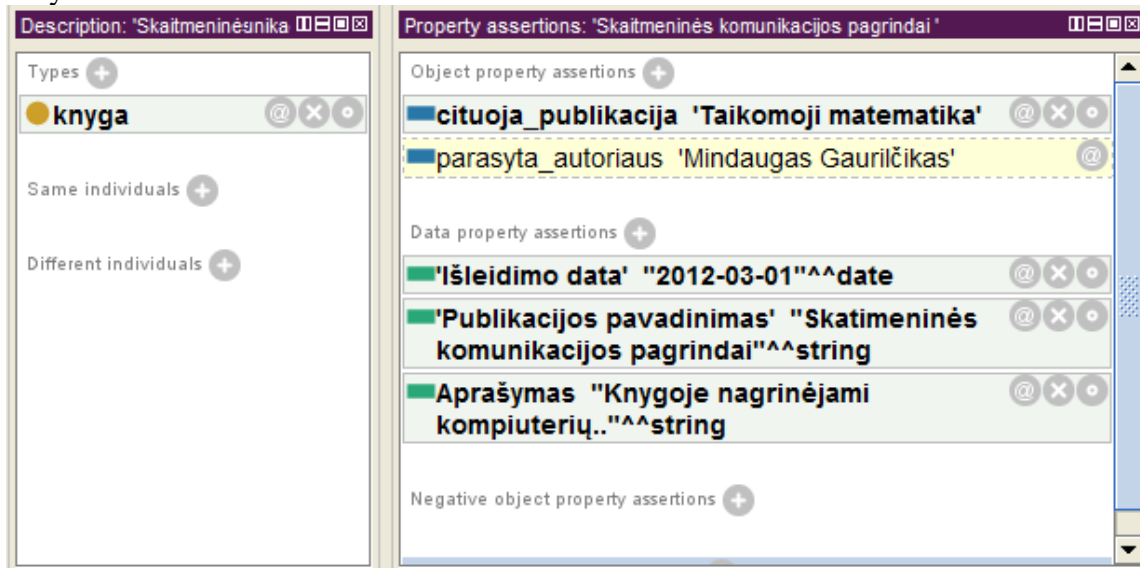 Description: 'Skaitmeninės
Types
knyga
Same individuals
Different individuals
Property assertions: 'Skaitmeninės komunikacijos pagrindai '
Object property assertions
cituoja_publikacija 'Taikomoji matematika'
parasyta_autoriaus 'Mindaugas Gaurilčikas'
Data property assertions
'Išleidimo data' "2012-03-01"^^date
'Publikacijos pavadinimas' "Skatimeninės
komunikacijos pagrindai"^^string
Aprašymas "Knygoje nagrinėjami
kompiuterių.."^^string
Negative object property assertions